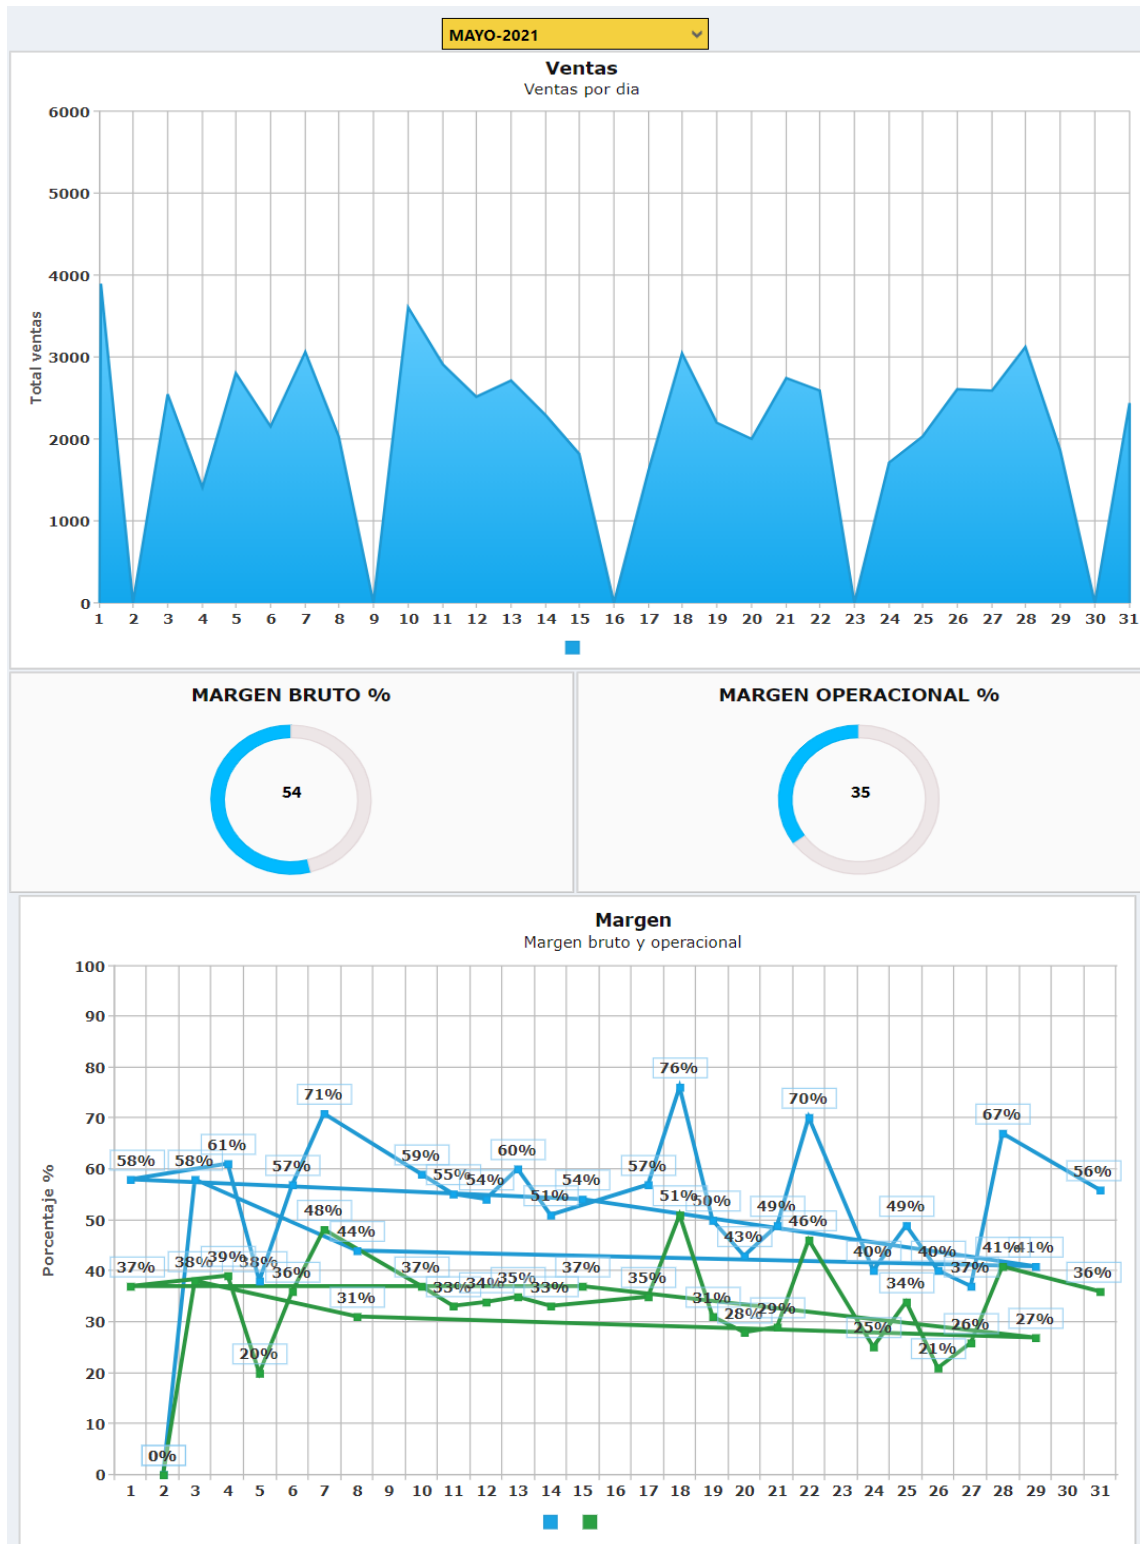 MAYO-2021
Ventas
Ventas por dia
6000
5000
4000
3000
2000
1000
0
Total ventas
1 2 3 4 5 6 7 8 9 10 11 12 13 14 15 16 17 18 19 20 21 22 23 24 25 26 27 28 29 30 31
MARGEN BRUTO %
54
MARGEN OPERACIONAL %
35
Margen
Margen bruto y operacional
100
90
80
70
60
50
40
30
20
10
0
Porcentaje %
58% 58% 61% 38% 57% 71% 44% 59% 55% 54% 60% 51% 54% 57% 76% 50% 43% 49% 70% 40% 49% 40% 37% 67% 41% 56%
37% 0% 38% 39% 20% 36% 48% 31% 37% 33% 34% 35% 33% 37% 35% 51% 31% 28% 29% 46% 25% 34% 21% 26% 41% 27% 36%
1 2 3 4 5 6 7 8 9 10 11 12 13 14 15 16 17 18 19 20 21 22 23 24 25 26 27 28 29 30 31